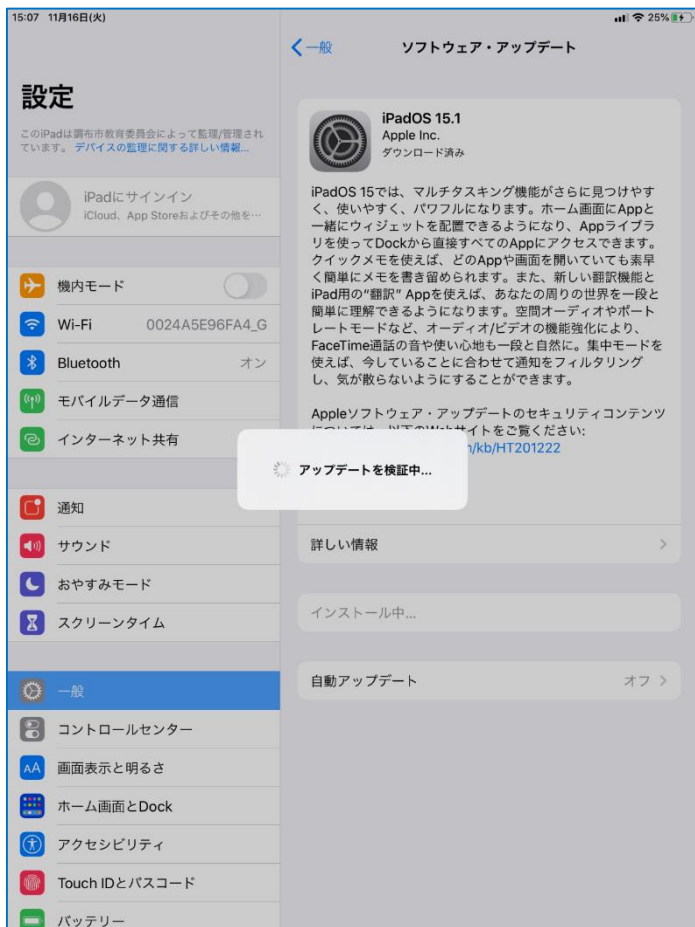 15:07 11月16日(火)
25%
設定
このiPadは調布市教育委員会によって監理/管理され
ています。デバイスの監理に関する詳しい情報...
iPadにサインイン
iCloud、App Storeおよびその他を…
機内モード
Wi-Fi 0024A5E96FA4_G
Bluetooth オン
モバイルデータ通信
インターネット共有
通知
サウンド
おやすみモード
スクリーンタイム
一般
コントロールセンター
AA 画面表示と明るさ
ホーム画面とDock
アクセシビリティ
Touch IDとパスコード
バッテリー
一般
ソフトウェア・アップデート
iPadOS 15.1
Apple Inc.
ダウンロード済み
iPadOS 15では、マルチタスキング機能がさらに見つけやす
く、使いやすく、パワフルになります。ホーム画面にAppと
一緒にウィジェットを配置できるようになり、Appライブラ
リを使ってDockから直接すべてのAppにアクセスできます。
クイックメモを使えば、どのAppや画面を開いていても素早
く簡単にメモを書き留められます。また、新しい翻訳機能と
iPad用の“翻訳” Appを使えば、あなたの周りの世界を一段と
簡単に理解できるようになります。空間オーディオやポート
レートモードなど、オーディオ/ビデオの機能強化により、
FaceTime通話の音や使い心地も一段と自然に。集中モードを
使えば、今していることに合わせて通知をフィルタリング
し、気が散らないようにすることができます。
Appleソフトウェア・アップデートのセキュリティコンテンツ
については、以下のWebサイトをご覧ください:
/kb/HT201222
アップデートを検証中...
詳しい情報
インストール中...
自動アップデート オフ